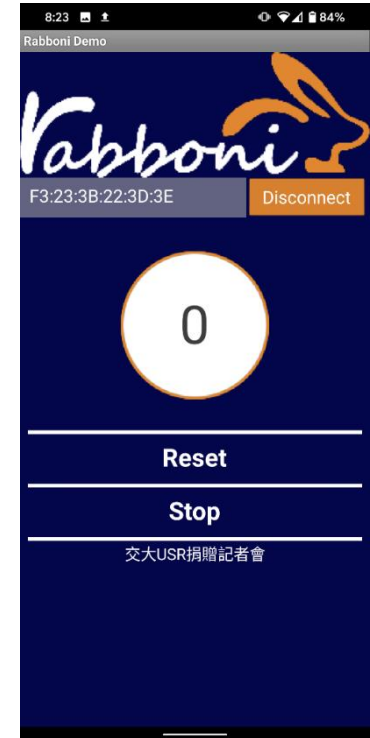 8:23 84%
Rabboni Demo
rabboni
F3:23:3B:22:3D:3E Disconnect
0
Reset
Stop
交大USR捐贈記者會